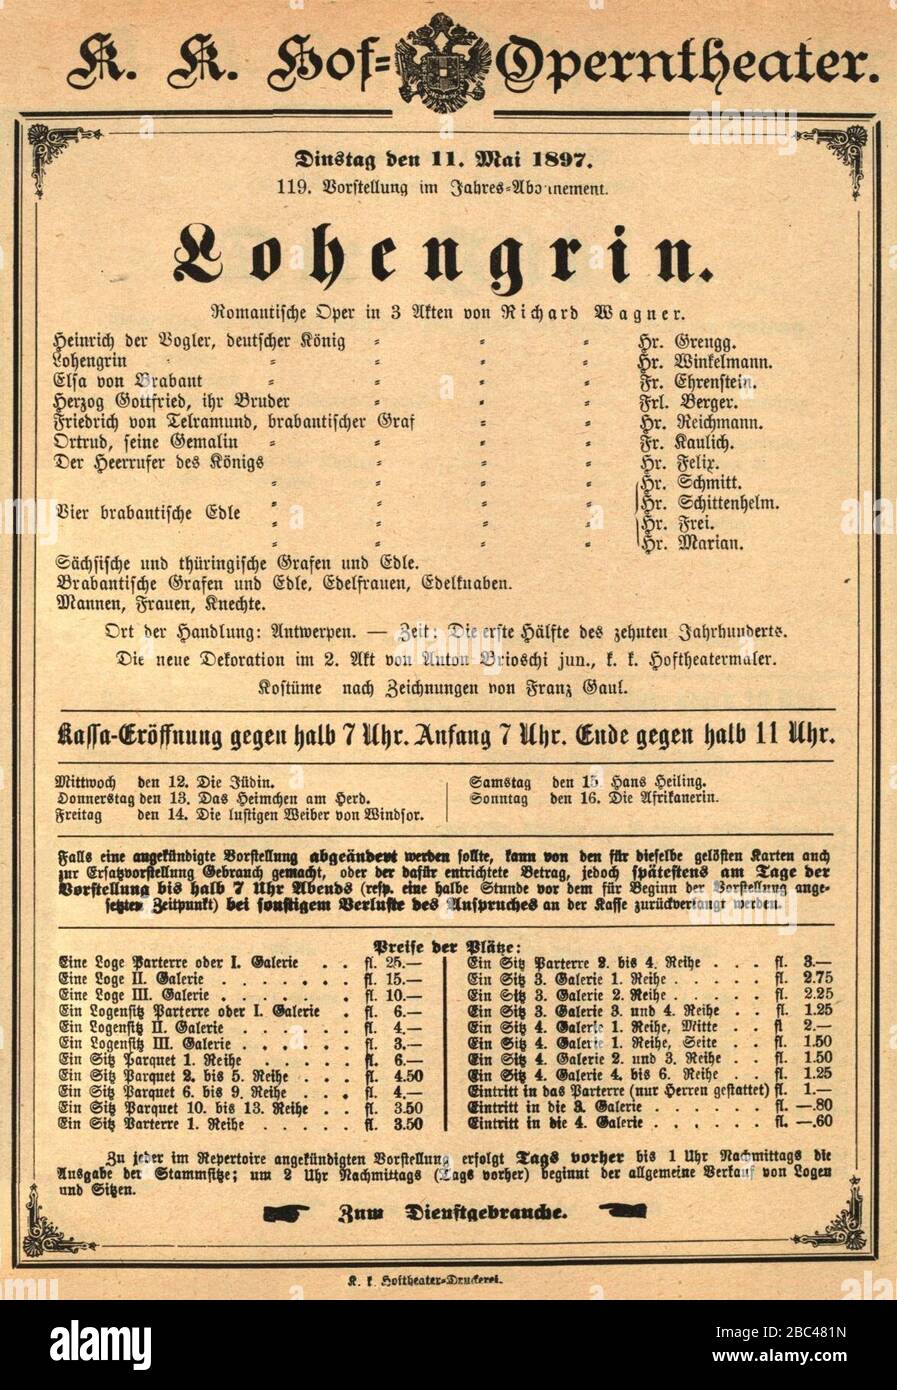 K. K. Hof=Operntheater.
Dinstag den 11. Mai 1897.
119. Vorstellung im Jahres=Abonnement.
Lohengrin.
Romantische Oper in 3 Akten von Richard Wagner.
Heinrich der Vogler, deutscher König = = = Hr. Grengg.
Lohengrin = = = = Hr. Winkelmann.
Elsa von Brabant = = = = Fr. Ehrenstein.
Herzog Gottfried, ihr Bruder = = = Frl. Berger.
Friedrich von Telramund, brabantischer Graf = = Hr. Reichmann.
Ortrud, seine Gemalin = = = = Fr. Kaulich.
Der Heerrufer des Königs = = = Hr. Felix.
= = = = Hr. Schmitt.
Vier brabantische Edle = = = = Hr. Schittenhelm.
= = = = Hr. Frei.
= = = = Hr. Marian.
Sächsische und thüringische Grafen und Edle.
Brabantische Grafen und Edle, Edelfrauen, Edelknaben.
Mannen, Frauen, Knechte.
Ort der Handlung: Antwerpen. — Zeit: Die erste Hälfte des zehnten Jahrhunderts.
Die neue Dekoration im 2. Akt von Anton Brioschi jun., k. k. Hoftheatermaler.
Kostüme nach Zeichnungen von Franz Gaul.
Kassa-Eröffnung gegen halb 7 Uhr. Anfang 7 Uhr. Ende gegen halb 11 Uhr.
Mittwoch den 12. Die Jüdin.
Donnerstag den 13. Das Heimchen am Herd.
Freitag den 14. Die lustigen Weiber von Windsor.
Samstag den 15. Hans Heiling.
Sonntag den 16. Die Afrikanerin.
Falls eine angekündigte Vorstellung abgeändert werden sollte, kann von den für dieselbe gelösten Karten auch
zur Ersatzvorstellung Gebrauch gemacht, oder der dafür entrichtete Betrag, jedoch spätestens am Tage der
Vorstellung bis halb 7 Uhr Abends (resp. eine halbe Stunde vor dem für Beginn der Vorstellung ange-
setzten Zeitpunkt) bei sonstigem Verluste des Anspruches an der Kasse zurückverlangt werden.
Preise der Plätze:
Eine Loge Parterre oder I. Galerie . . fl. 25.—
Eine Loge II. Galerie . . . . . . . fl. 15.—
Eine Loge III. Galerie . . . . . . fl. 10.—
Ein Logensitz Parterre oder I. Galerie . fl. 6.—
Ein Logensitz II. Galerie . . . . . . fl. 4.—
Ein Logensitz III. Galerie . . . . . . fl. 3.—
Ein Sitz Parquet 1. Reihe . . . . . fl. 6.—
Ein Sitz Parquet 2. bis 5. Reihe . . . fl. 4.50
Ein Sitz Parquet 6. bis 9. Reihe . . . fl. 4.—
Ein Sitz Parquet 10. bis 13. Reihe . . fl. 3.50
Ein Sitz Parterre 1. Reihe . . . . . fl. 3.50
Ein Sitz Parterre 2. bis 4. Reihe . . . fl. 3.—
Ein Sitz 3. Galerie 1. Reihe . . . . . fl. 2.75
Ein Sitz 3. Galerie 2. Reihe . . . . . fl. 2.25
Ein Sitz 3. Galerie 3. und 4. Reihe . . fl. 1.25
Ein Sitz 4. Galerie 1. Reihe, Mitte . . fl 2.—
Ein Sitz 4. Galerie 1. Reihe, Seite . . fl. 1.50
Ein Sitz 4. Galerie 2. und 3. Reihe . . fl. 1.50
Ein Sitz 4. Galerie 4. bis 6. Reihe . . fl. 1.25
Eintritt in das Parterre (nur Herren gestattet) fl. 1.—
Eintritt in die 3. Galerie . . . . . . fl. —.80
Eintritt in die 4. Galerie . . . . . . fl. —.60
Zu jeder im Repertoire angekündigten Vorstellung erfolgt Tags vorher bis 1 Uhr Nachmittags die
Ausgabe der Stammsitze; um 2 Uhr Nachmittags (Tags vorher) beginnt der allgemeine Verkauf von Logen
und Sitzen.
Zum Dienstgebrauche.
K. k. Hoftheater=Druckerei.
alamy
Image ID: 2BC481N
www.alamy.com